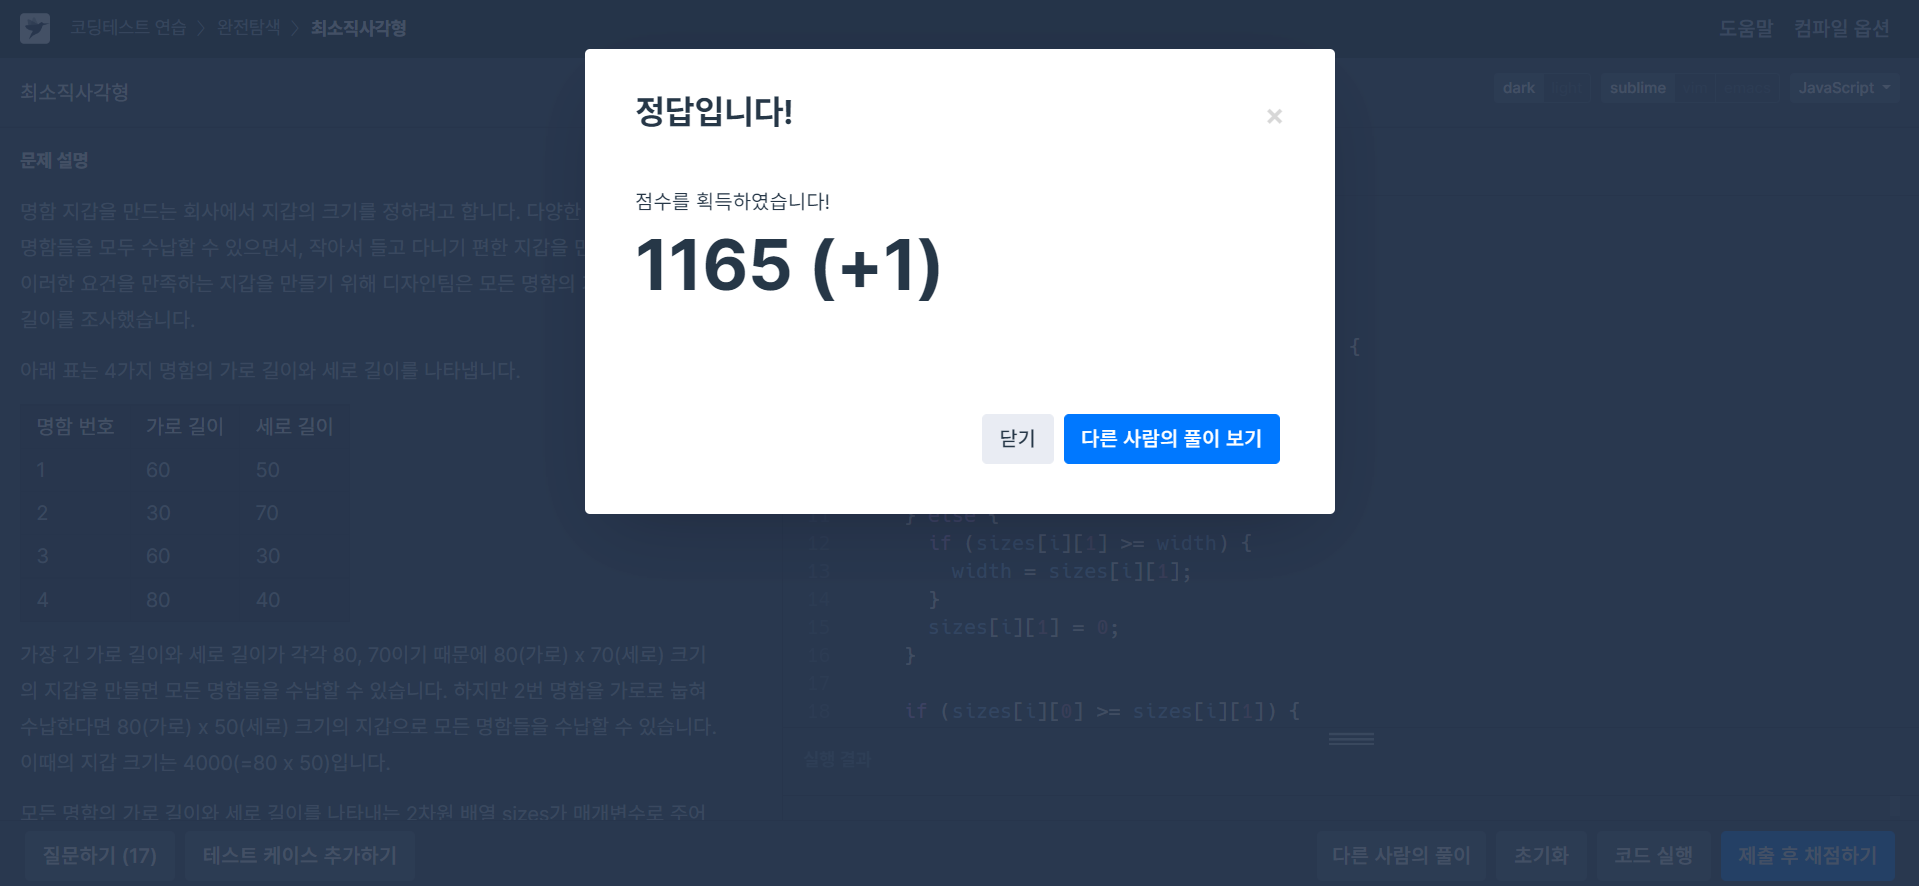 코딩테스트 연습 〉 완전탐색 〉 최소직사각형
도움말 컴파일 옵션
최소직사각형
dark light sublime vim emacs JavaScript
문제 설명
명함 지갑을 만드는 회사에서 지갑의 크기를 정하려고 합니다. 다양한
명함들을 모두 수납할 수 있으면서, 작아서 들고 다니기 편한 지갑을
이러한 요건을 만족하는 지갑을 만들기 위해 디자인팀은 모든 명함의
길이를 조사했습니다.
아래 표는 4가지 명함의 가로 길이와 세로 길이를 나타냅니다.
명함 번호 가로 길이 세로 길이
1 60 50
2 30 70
3 60 30
4 80 40
가장 긴 가로 길이와 세로 길이가 각각 80, 70이기 때문에 80(가로) x 70(세로) 크기
의 지갑을 만들면 모든 명함들을 수납할 수 있습니다. 하지만 2번 명함을 가로로 눕혀
수납한다면 80(가로) x 50(세로) 크기의 지갑으로 모든 명함들을 수납할 수 있습니다.
이때의 지갑 크기는 4000(=80 x 50)입니다.
모든 명함의 가로 길이와 세로 길이를 나타내는 2차원 배열 sizes가 매개변수로 주어
정답입니다!
×
점수를 획득하였습니다!
1165 (+1)
닫기 다른 사람의 풀이 보기
{
} else {
12 if (sizes[i][1] >= width) {
13 width = sizes[i][1];
14 }
15 sizes[i][1] = 0;
16 }
17
18 if (sizes[i][0] >= sizes[i][1]) {
실행 결과
질문하기 (17) 테스트 케이스 추가하기
다른 사람의 풀이 초기화 코드 실행 제출 후 채점하기